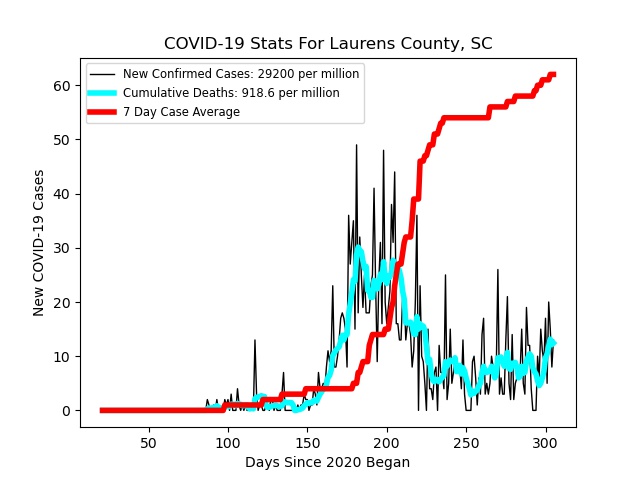 COVID-19 Stats For Laurens County, SC
New Confirmed Cases: 29200 per million
Cumulative Deaths: 918.6 per million
7 Day Case Average
New COVID-19 Cases
60
50
40
30
20
10
0
50 100 150 200 250 300
Days Since 2020 Began